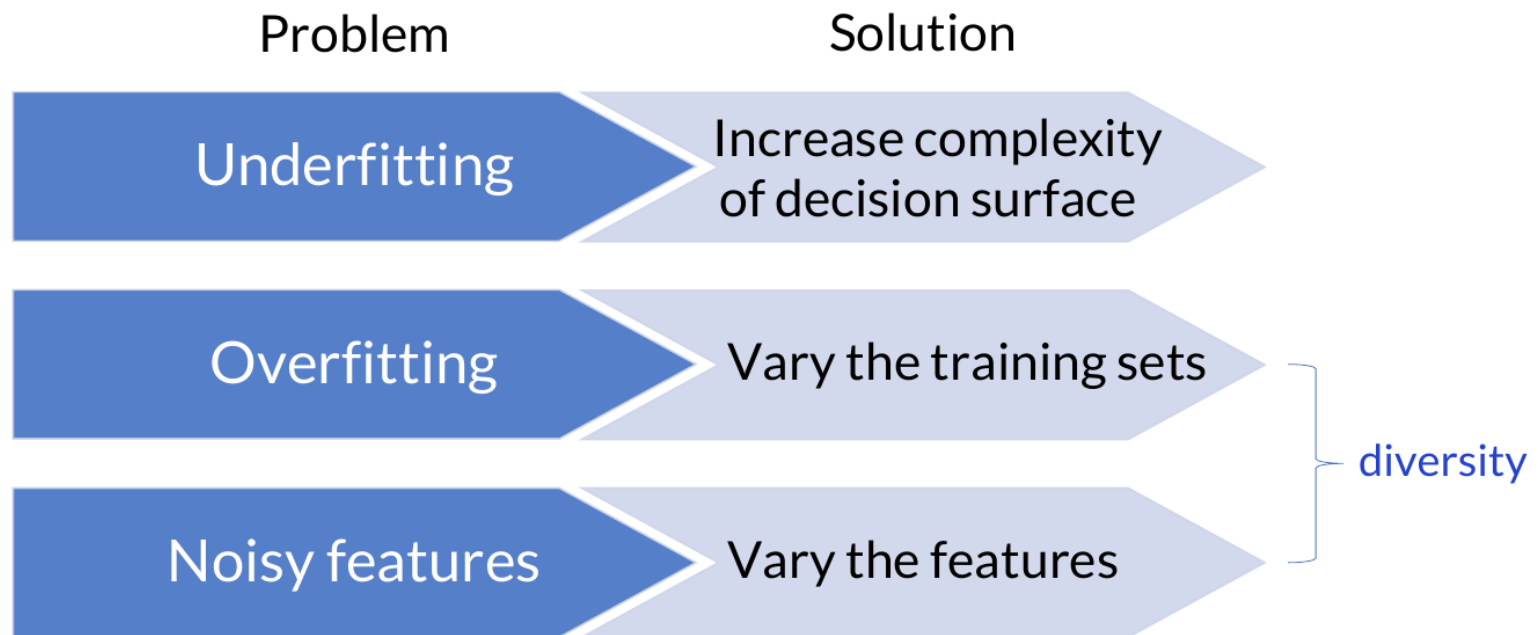 Problem
Solution
Underfitting
Increase complexity
of decision surface
Overfitting
Vary the training sets
diversity
Noisy features
Vary the features